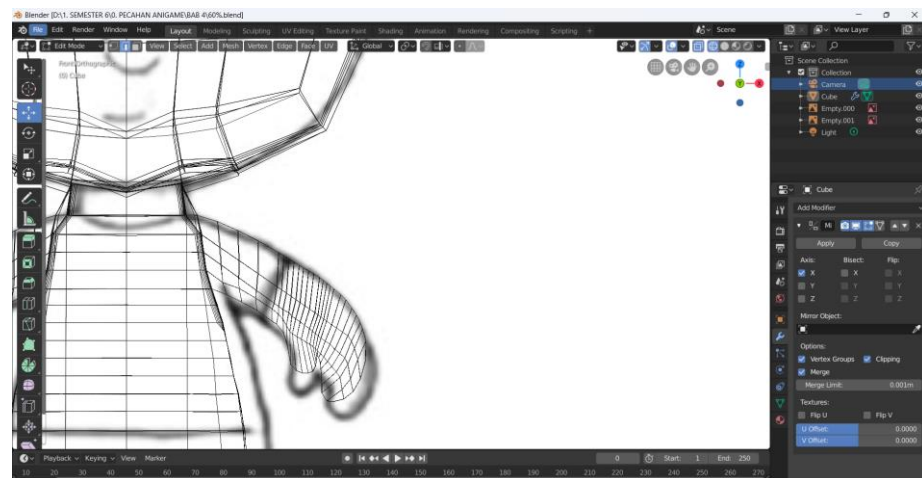 Blender [D:\1. SEMESTER 6\0. PECAHAN ANIGAME\BAB 4\60%.blend]
File Edit Render Window Help Layout Modeling Sculpting UV Editing Texture Paint Shading Animation Rendering Compositing Scripting + Scene View Layer
Edit Mode View Select Add Mesh Vertex Edge Face UV Global
Front Orthographic
(0) Cube
X
Y
Z
Scene Collection
Collection
Camera
Cube
Empty.000
Empty.001
Light
Cube
Add Modifier
Mi
Apply Copy
Axis: Bisect: Flip:
X X X
Y Y Y
Z Z Z
Mirror Object:
Options:
Vertex Groups Clipping
Merge
Merge Limit: 0.001m
Textures:
Flip U Flip V
U Offset: 0.0000
V Offset: 0.0000
Playback Keying View Marker 0 Start: 1 End: 250
10 20 30 40 50 60 70 80 90 100 110 120 130 140 150 160 170 180 190 200 210 220 230 240 250 260 270